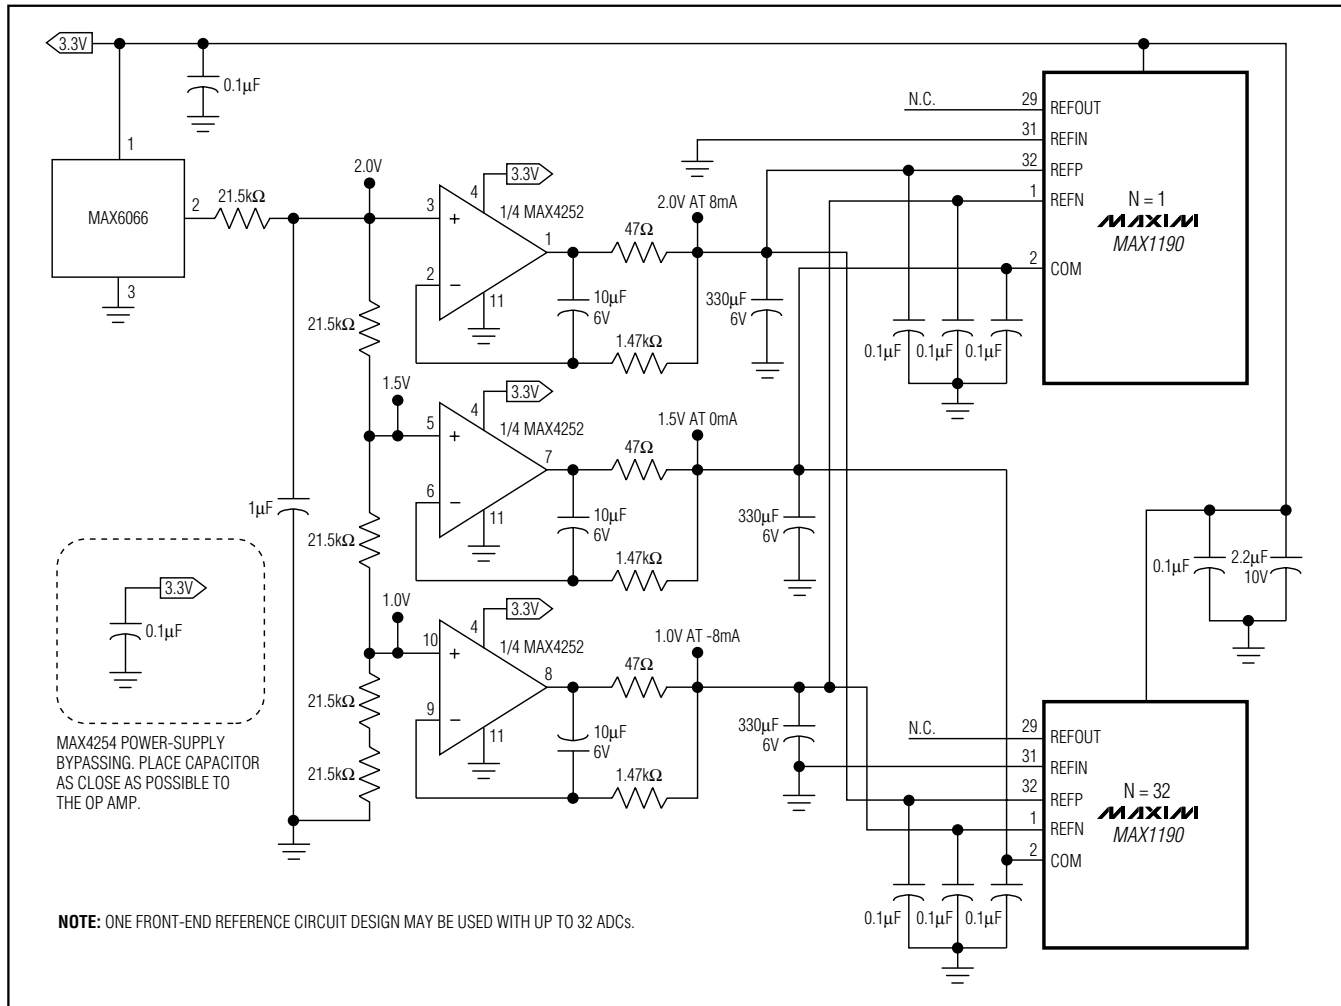 3.3V
0.1µF
1
MAX6066
2
3
21.5kΩ
2.0V
21.5kΩ
1.5V
21.5kΩ
1.0V
21.5kΩ
21.5kΩ
1µF
3
+
2
−
4
3.3V
1/4 MAX4252
1
11
47Ω
10µF
6V
1.47kΩ
2.0V AT 8mA
330µF
6V
5
+
6
−
4
3.3V
1/4 MAX4252
7
11
47Ω
10µF
6V
1.47kΩ
1.5V AT 0mA
330µF
6V
10
+
9
−
4
3.3V
1/4 MAX4252
8
11
47Ω
10µF
6V
1.47kΩ
1.0V AT -8mA
330µF
6V
N.C.
29
REFOUT
31
REFIN
32
REFP
1
REFN
2
COM
N = 1
MAXIM
MAX1190
0.1µF
0.1µF
0.1µF
0.1µF
2.2µF
10V
N.C.
29
REFOUT
31
REFIN
32
REFP
1
REFN
2
COM
N = 32
MAXIM
MAX1190
0.1µF
0.1µF
0.1µF
3.3V
0.1µF
MAX4254 POWER-SUPPLY
BYPASSING. PLACE CAPACITOR
AS CLOSE AS POSSIBLE TO
THE OP AMP.
NOTE: ONE FRONT-END REFERENCE CIRCUIT DESIGN MAY BE USED WITH UP TO 32 ADCs.